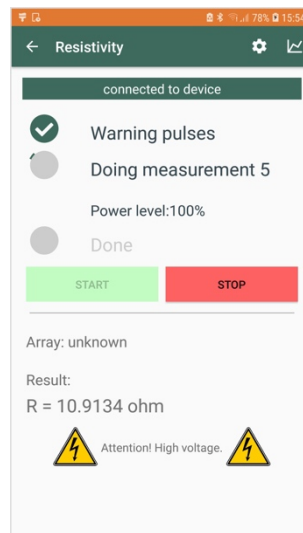 78% 15:54
Resistivity
connected to device
Warning pulses
Doing measurement 5
Power level:100%
Done
START STOP
Array: unknown
Result:
R = 10.9134 ohm
Attention! High voltage.